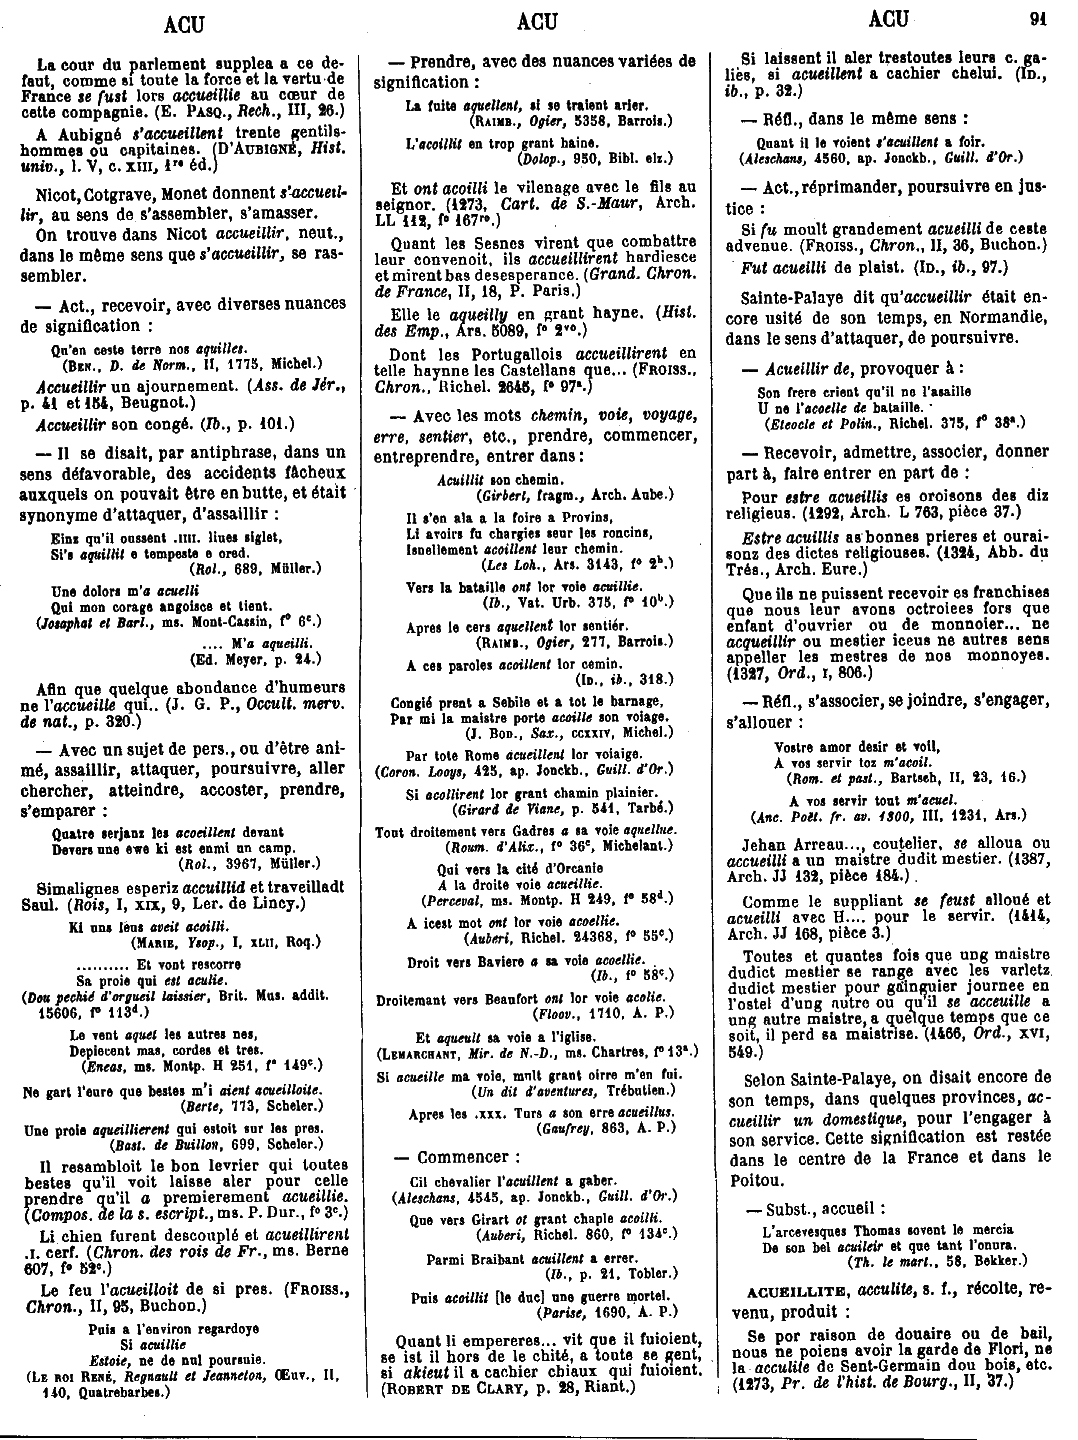 ACU
ACU
ACU
91
La cour du parlement supplea a ce de-
faut, comme si toute la force et la vertu de
France se fust lors accueillie au cœur de
cette compagnie. (E. PASQ., Rech., III, 26.)
A Aubigné s'accueillent trente gentils-
hommes ou capitaines. (D'AUBIGNÉ, Hist.
univ., l. V, c. XIII, 1re éd.)
Nicot, Cotgrave, Monet donnent s'accueil-
lir, au sens de s'assembler, s'amasser.
On trouve dans Nicot accueillir, neut.,
dans le même sens que s'accueillir, se ras-
sembler.
— Act., recevoir, avec diverses nuances
de signification :
Qu'en ceste terre nos aquilles.
(BEN., D. de Norm., II, 1775, Michel.)
Accueillir un ajournement. (Ass. de Jér.,
p. 41 et 154, Beugnot.)
Accueillir son congé. (Ib., p. 101.)
— Il se disait, par antiphrase, dans un
sens défavorable, des accidents fâcheux
auxquels on pouvait être en butte, et était
synonyme d'attaquer, d'assaillir :
Einz qu'il oussent .IIII. liues siglet,
Si's aquillit e tempeste e ored.
(Rol., 689, Müller.)
Une dolors m'a acuelli
Qui mon corage angoisce et tient.
(Josaphat et Barl., ms. Mont-Cassin, f° 6c.)
.... M'a aqueilli.
(Ed. Meyer, p. 24.)
Afin que quelque abondance d'humeurs
ne l'accueille qui.. (J. G. P., Occult. merv.
de nat., p. 320.)
— Avec un sujet de pers., ou d'être ani-
mé, assaillir, attaquer, poursuivre, aller
chercher, atteindre, accoster, prendre,
s'emparer :
Quatre serjanz les acoeillent devant
Devers une ewe ki est enmi un camp.
(Rol., 3967, Müller.)
Simalignes esperiz accuillid et traveilladt
Saul. (Rois, I, XIX, 9, Ler. de Lincy.)
Ki uns leus aveit acoilli.
(MARIE, Ysop., I, XLII, Roq.)
.......... Et vont rescorre
Sa proie qui est aculie.
(Dou pechié d'orgueil laissier, Brit. Mus. addit.
15606, f° 113d.)
Le vent aquet les autres nes,
Depiecent mas, cordes et tres.
(Eneas, ms. Montp. H 251, f° 149c.)
Ne gart l'eure que bestes m'i aient acueilloite.
(Berte, 773, Scheler.)
Une proie aqueillierent qui estoit sur les pres.
(Bast. de Buillon, 699, Scheler.)
Il resambloit le bon levrier qui toutes
bestes qu'il voit laisse aler pour celle
prendre qu'il a premierement acueillie.
(Compos. de la s. escript., ms. P. Dur., f° 3c.)
Li chien furent descouplé et acueillirent
.I. cerf. (Chron. des rois de Fr., ms. Berne
607, f° 52c.)
Le feu l'acueilloit de si pres. (FROISS.,
Chron., II, 95, Buchon.)
Puis a l'environ regardoye
Si acuillie
Estoie, ne de nul poursuie.
(LE ROI RENÉ, Regnault et Jeanneton, Œuv., II,
140, Quatrebarbes.)
— Prendre, avec des nuances variées de
signification :
La fuite aquellent, si se traient arier.
(RAIMB., Ogier, 5358, Barrois.)
L'acoillit en trop grant haine.
(Dolop., 950, Bibl. elz.)
Et ont acoilli le vilenage avec le fils au
seignor. (1273, Cart. de S.-Maur, Arch.
LL 112, f° 167ro.)
Quant les Sesnes virent que combattre
leur convenoit, ils accueillirent hardiesce
et mirent bas desesperance. (Grand. Chron.
de France, II, 18, P. Paris.)
Elle le aqueilly en grant hayne. (Hist.
des Emp., Ars. 5089, f° 2vo.)
Dont les Portugallois accueillirent en
telle haynne les Castellans que... (FROISS.,
Chron., Richel. 2645, f° 97a.)
— Avec les mots chemin, voie, voyage,
erre, sentier, etc., prendre, commencer,
entreprendre, entrer dans :
Acuillit son chemin.
(Girbert, fragm., Arch. Aube.)
Il s'en ala a la foire a Provins,
Li avoirs fu chargies seur les roncins,
Isnellement acoillent leur chemin.
(Les Loh., Ars. 3143, f° 2b.)
Vers la bataille ont lor voie acuillie.
(Ib., Vat. Urb. 375, f° 10b.)
Apres le cers aquellent lor sentiér.
(RAIMB., Ogier, 277, Barrois.)
A ces paroles acoillent lor cemin.
(ID., ib., 318.)
Congié prent a Sebile et a tot le barnage,
Par mi la maistre porte acoille son voiage.
(J. BOD., Sax., CCXXIV, Michel.)
Par tote Rome acueillent lor voiaige.
(Coron. Looys, 425, ap. Jonckb., Guill. d'Or.)
Si acollirent lor grant chamin plainier.
(Girard de Viane, p. 541, Tarbé.)
Tout droitement vers Gadres a sa voie aquellue.
(Roum. d'Alix., f° 36c, Michelant.)
Qui vers la cité d'Orcanie
A la droite voie acueillie.
(Perceval, ms. Montp. H 249, f° 58d.)
A icest mot ont lor voie acoellie.
(Auberi, Richel. 24368, f° 55c.)
Droit vers Baviere a sa voie acoellie.
(Ib., f° 58c.)
Droitemant vers Beaufort ont lor voie acolie.
(Floov., 1710, A. P.)
Et aqueult sa voie a l'iglise.
(LEMARCHANT, Mir. de N.-D., ms. Chartres, f° 13a.)
Si acueille ma voie, mult grant oirre m'en fui.
(Un dit d'aventures, Trébutien.)
Apres les .XXX. Turs a son erre acueillus.
(Gaufrey, 863, A. P.)
— Commencer :
Cil chevalier l'acuillent a gaber.
(Aleschans, 4545, ap. Jonckb., Guill. d'Or.)
Que vers Girart ot grant chaple acoilli.
(Auberi, Richel. 860, f° 134c.)
Parmi Braibant acuillent a errer.
(Ib., p. 21, Tobler.)
Puis acoillit [le duc] une guerre mortel.
(Parise, 1690, A. P.)
Quant li empereres... vit que il fuioient,
se ist il hors de le chité, a toute se gent,
si akieut il a cachier chiaux qui fuioient.
(ROBERT DE CLARY, p. 28, Riant.)
Si laissent il aler trestoutes leurs c. ga-
liès, si acueillent a cachier chelui. (ID.,
ib., p. 32.)
— Réfl., dans le même sens :
Quant il le voient s'acuillent a foir.
(Aleschans, 4560, ap. Jonckb., Guill. d'Or.)
— Act., réprimander, poursuivre en jus-
tice :
Si fu moult grandement acueilli de ceste
advenue. (FROISS., Chron., II, 36, Buchon.)
Fut acueilli de plaist. (ID., ib., 97.)
Sainte-Palaye dit qu'accueillir était en-
core usité de son temps, en Normandie,
dans le sens d'attaquer, de poursuivre.
— Acueillir de, provoquer à :
Son frere crient qu'il ne l'asaille
U ne l'acoelle de bataille.
(Eteocle et Polin., Richel. 375, f° 38a.)
— Recevoir, admettre, associer, donner
part à, faire entrer en part de :
Pour estre acueillis es oroisons des diz
religieus. (1292, Arch. L 763, pièce 37.)
Estre acuillis as bonnes prieres et ourai-
sonz des dictes religiouses. (1324, Abb. du
Trés., Arch. Eure.)
Que ils ne puissent recevoir es franchises
que nous leur avons octroiees fors que
enfant d'ouvrier ou de monnoier... ne
acqueillir ou mestier iceus ne autres sens
appeller les mestres de nos monnoyes.
(1327, Ord., I, 806.)
— Réfl., s'associer, se joindre, s'engager,
s'allouer :
Vostre amor desir et voil,
A vos servir toz m'acoil.
(Rom. et past., Bartsch, II, 23, 16.)
A vos servir tout m'acuel.
(Anc. Poët. fr. av. 1300, III, 1231, Ars.)
Jehan Arreau..., coutelier, se alloua ou
accueilli a un maistre dudit mestier. (1387,
Arch. JJ 132, pièce 184.)
Comme le suppliant se feust alloué et
acueilli avec H.... pour le servir. (1414,
Arch. JJ 168, pièce 3.)
Toutes et quantes fois que ung maistre
dudict mestier se range avec les varletz
dudict mestier pour gainguier journee en
l'ostel d'ung autre ou qu'il se acceuille a
ung autre maistre, a quelque temps que ce
soit, il perd sa maistrise. (1466, Ord., XVI,
549.)
Selon Sainte-Palaye, on disait encore de
son temps, dans quelques provinces, ac-
cueillir un domestique, pour l'engager à
son service. Cette signification est restée
dans le centre de la France et dans le
Poitou.
— Subst., accueil :
L'arcevesques Thomas sovent le mercia
De son bel acuileir et que tant l'onura.
(Th. le mart., 58, Bekker.)
ACUEILLITE, acculite, s. f., récolte, re-
venu, produit :
Se por raison de douaire ou de bail,
nous ne poiens avoir la garde de Flori, ne
la acculite de Sent-Germain dou bois, etc.
(1273, Pr. de l'hist. de Bourg., II, 37.)